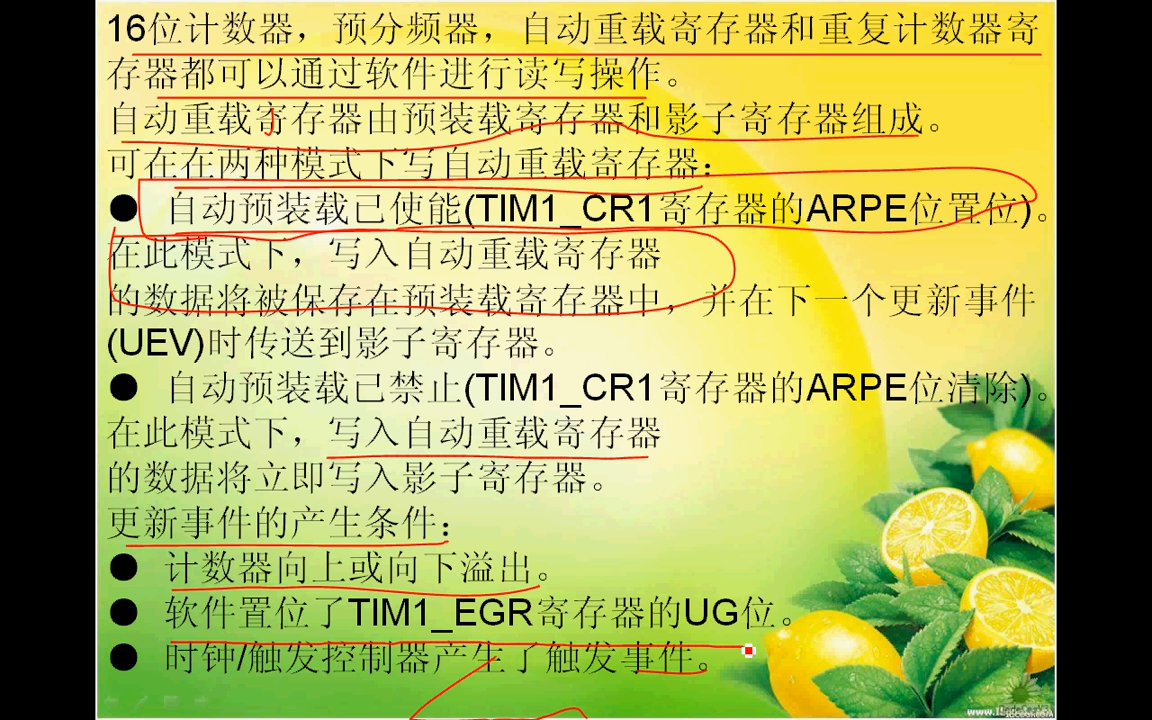 16位计数器，预分频器，自动重载寄存器和重复计数器寄
存器都可以通过软件进行读写操作。
自动重载寄存器由预装载寄存器和影子寄存器组成。
可在在两种模式下写自动重载寄存器：
● 自动预装载已使能(TIM1_CR1寄存器的ARPE位置位)。
在此模式下，写入自动重载寄存器
的数据将被保存在预装载寄存器中，并在下一个更新事件
(UEV)时传送到影子寄存器。
● 自动预装载已禁止(TIM1_CR1寄存器的ARPE位清除)。
在此模式下，写入自动重载寄存器
的数据将立即写入影子寄存器。
更新事件的产生条件：
● 计数器向上或向下溢出。
● 软件置位了TIM1_EGR寄存器的UG位。
● 时钟/触发控制器产生了触发事件。